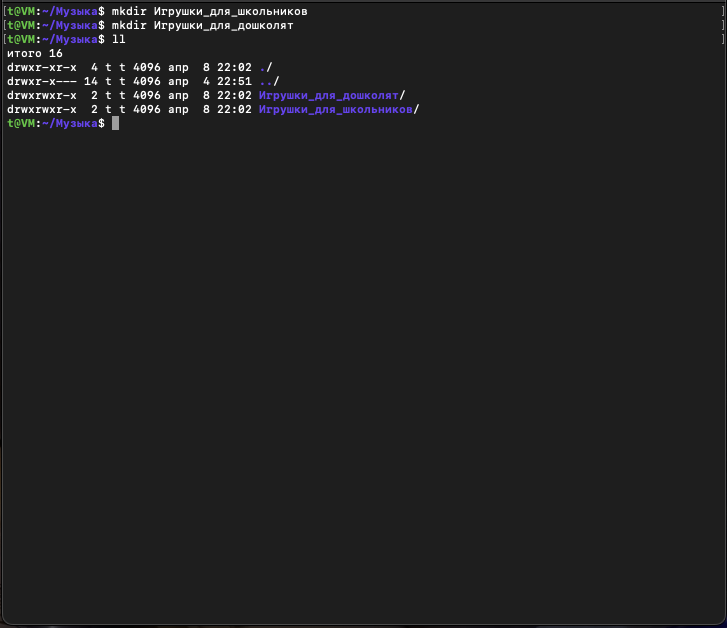 [t@VM:~/Музыка$ mkdir Игрушки_для_школьников ]
[t@VM:~/Музыка$ mkdir Игрушки_для_дошколят ]
[t@VM:~/Музыка$ ll ]
итого 16
drwxr-xr-x  4 t t 4096 апр  8 22:02 ./
drwxr-x--- 14 t t 4096 апр  4 22:51 ../
drwxrwxr-x  2 t t 4096 апр  8 22:02 Игрушки_для_дошколят/
drwxrwxr-x  2 t t 4096 апр  8 22:02 Игрушки_для_школьников/
t@VM:~/Музыка$